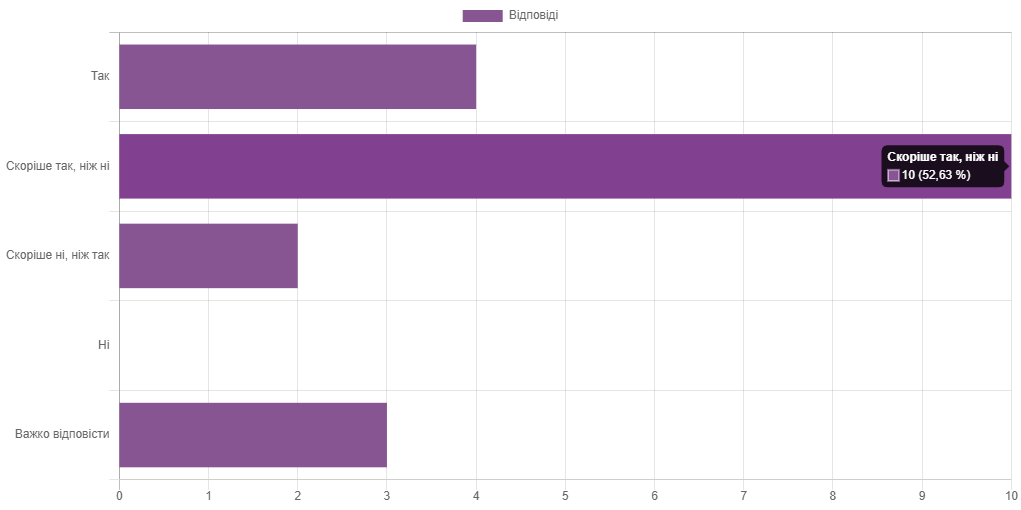 Відповіді
Так
Скоріше так, ніж ні
Скоріше так, ніж ні
10 (52,63 %)
Скоріше ні, ніж так
Ні
Важко відповісти
0 1 2 3 4 5 6 7 8 9 10